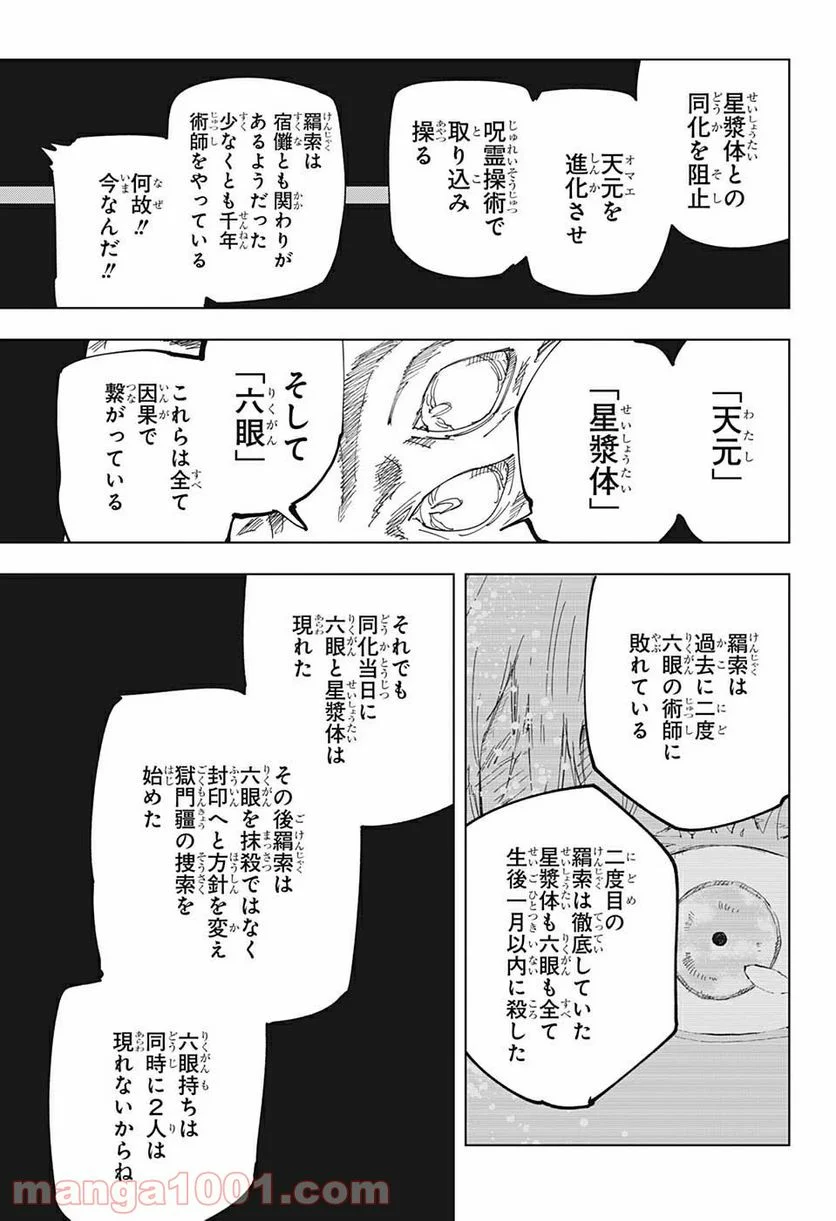 星漿体との
同化を阻止
天元を
進化させ
呪霊操術で
取り込み
操る
羂索は
宿儺とも関わりが
あるようだった
少なくとも千年
術師をやっている
何故!!
今なんだ!!
「天元」
「星漿体」
そして
「六眼」
これらは全て
因果で
繋がっている
羂索は
過去に二度
六眼の術師に
敗れている
二度目の
羂索は徹底していた
星漿体も六眼も全て
生後一月以内に殺した
それでも
同化当日に
六眼と星漿体は
現れた
その後羂索は
六眼を抹殺ではなく
封印へと方針を変え
獄門疆の捜索を
始めた
六眼持ちは
同時に2人は
現れないからね
manga1001.com